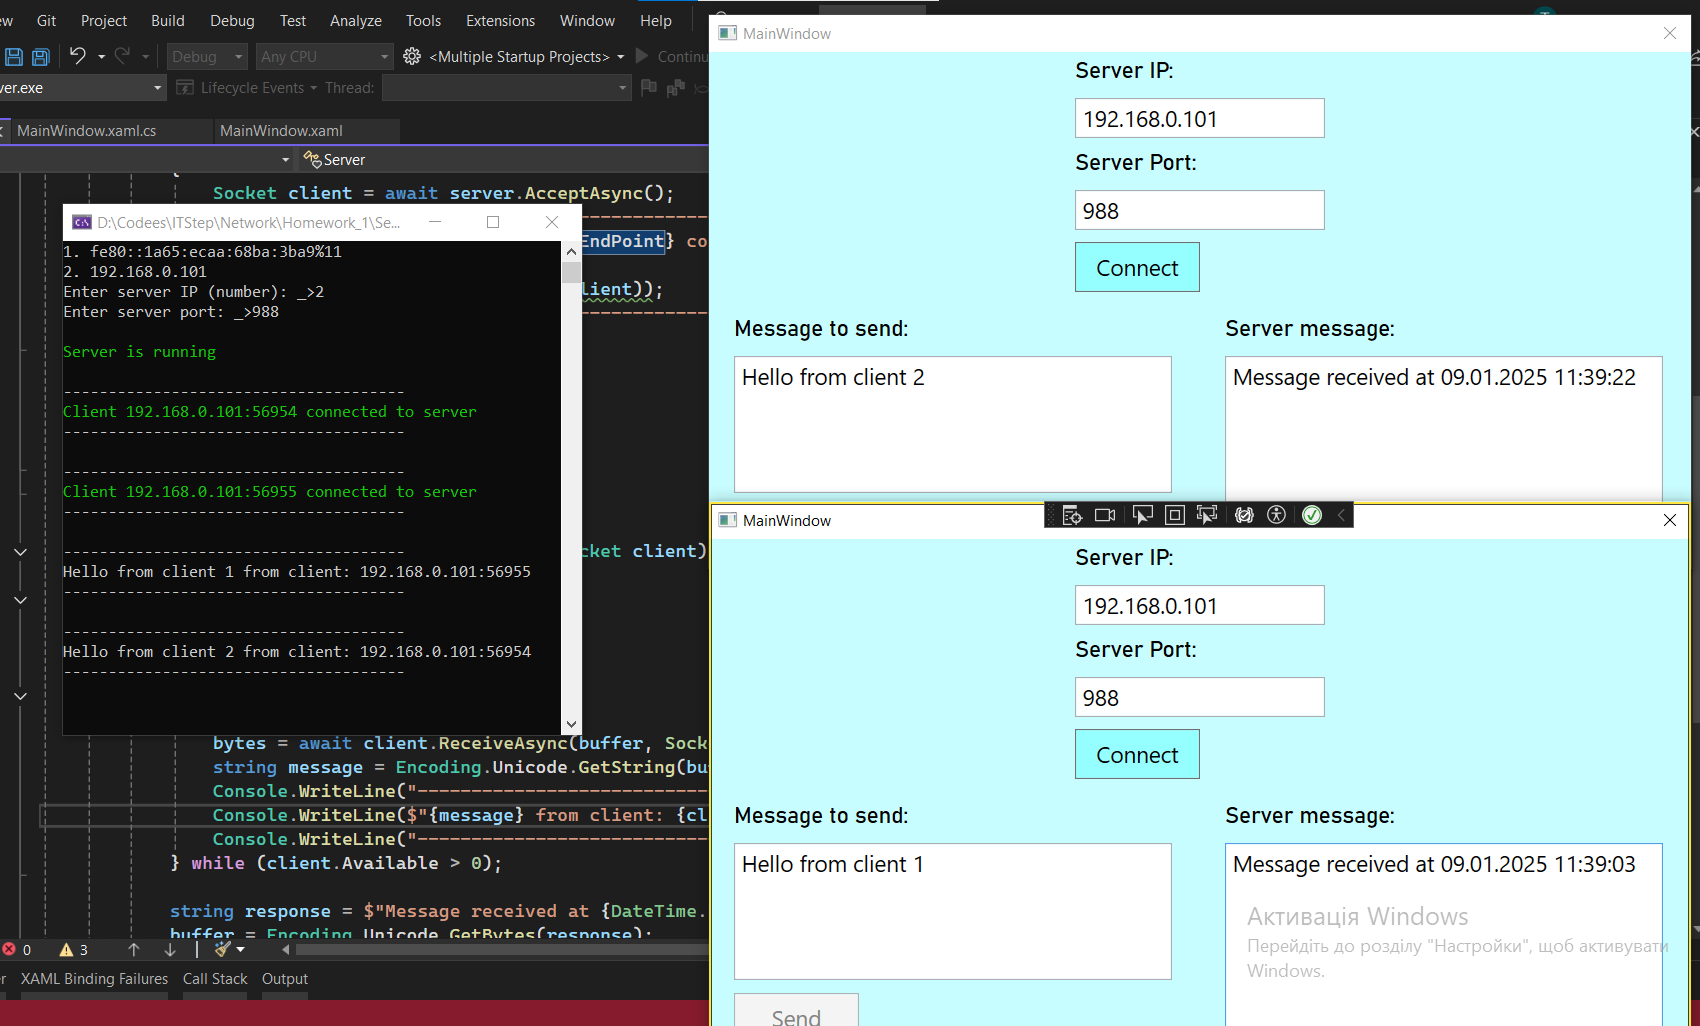 Git Project Build Debug Test Analyze Tools Extensions Window Help
Debug Any CPU <Multiple Startup Projects>
Lifecycle Events Thread:
MainWindow.xaml.cs MainWindow.xaml
Server
Socket client = await server.AcceptAsync();
EndPoint}
client)
D:\Codees\ITStep\Network\Homework_1\Se...
1. fe80::1a65:ecaa:68ba:3ba9%11
2. 192.168.0.101
Enter server IP (number): _>2
Enter server port: _>988
Server is running
--------------------------------------
Client 192.168.0.101:56954 connected to server
--------------------------------------
--------------------------------------
Client 192.168.0.101:56955 connected to server
--------------------------------------
--------------------------------------
Hello from client 1 from client: 192.168.0.101:56955
--------------------------------------
--------------------------------------
Hello from client 2 from client: 192.168.0.101:56954
--------------------------------------
bytes = await client.ReceiveAsync(buffer,
string message = Encoding.Unicode.GetString(
Console.WriteLine("---------------------------
Console.WriteLine($"{message} from client: {
Console.WriteLine("---------------------------
} while (client.Available > 0);
string response = $"Message received at {DateTime.
buffer = Encoding.Unicode.GetBytes(response);
0 3
XAML Binding Failures Call Stack Output
MainWindow
Server IP:
192.168.0.101
Server Port:
988
Connect
Message to send: Server message:
Hello from client 2 Message received at 09.01.2025 11:39:22
MainWindow
Server IP:
192.168.0.101
Server Port:
988
Connect
Message to send: Server message:
Hello from client 1 Message received at 09.01.2025 11:39:03
Активація Windows
Перейдіть до розділу "Настройки", щоб активувати
Windows.
Send